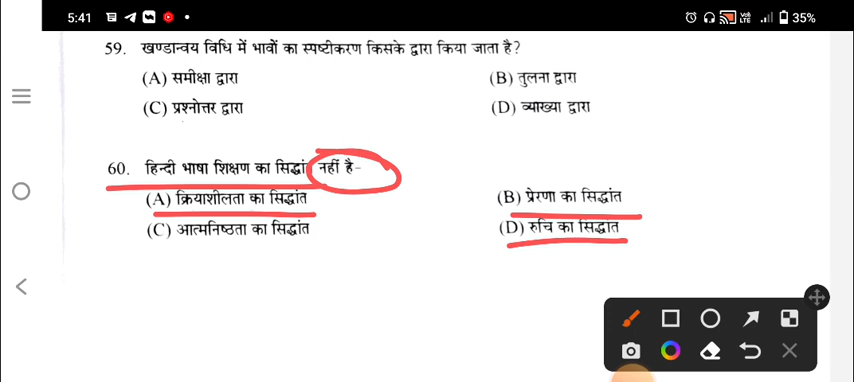 5:41 35%
59. खण्डान्वय विधि में भावों का स्पष्टीकरण किसके द्वारा किया जाता है?
(A) समीक्षा द्वारा (B) तुलना द्वारा
(C) प्रश्नोत्तर द्वारा (D) व्याख्या द्वारा
60. हिन्दी भाषा शिक्षण का सिद्धांत नहीं है-
(A) क्रियाशीलता का सिद्धांत (B) प्रेरणा का सिद्धांत
(C) आत्मनिष्ठता का सिद्धांत (D) रुचि का सिद्धांत